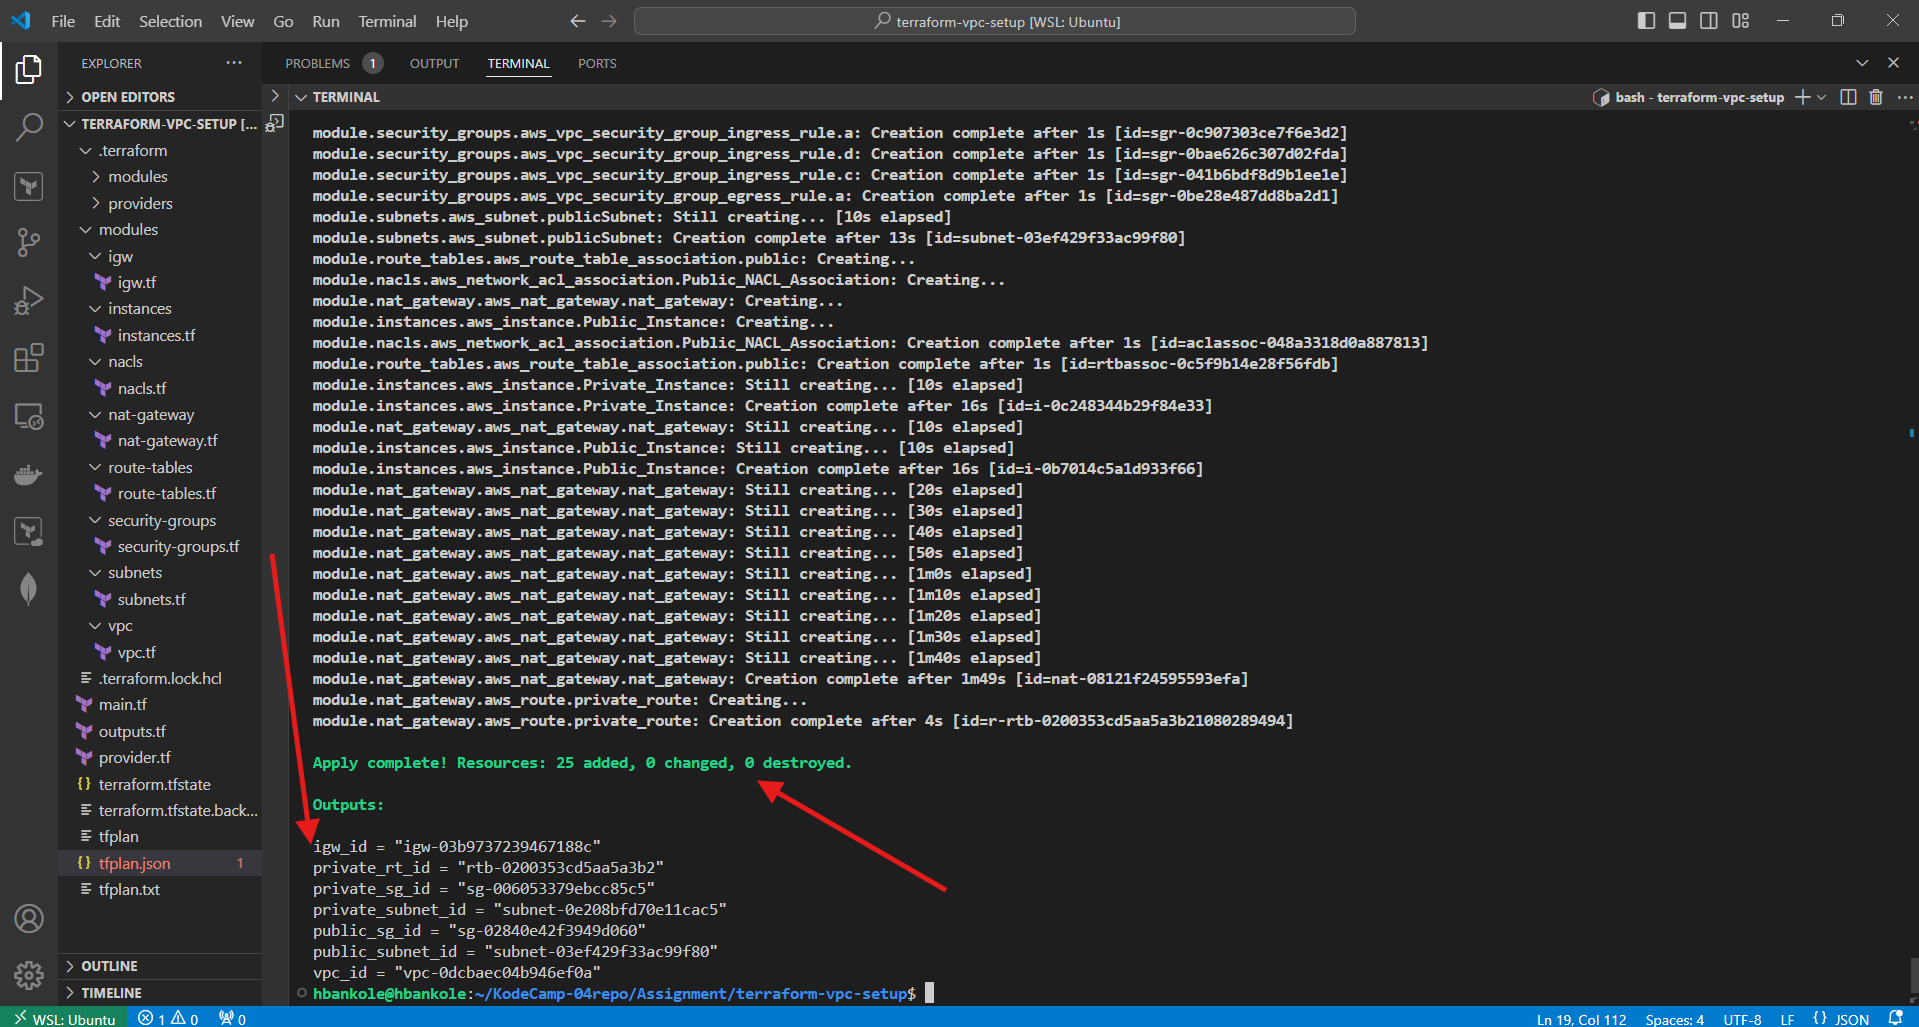 File Edit Selection View Go Run Terminal Help
terraform-vpc-setup [WSL: Ubuntu]
EXPLORER
OPEN EDITORS
TERRAFORM-VPC-SETUP [...
.terraform
modules
providers
modules
igw
igw.tf
instances
instances.tf
nacls
nacls.tf
nat-gateway
nat-gateway.tf
route-tables
route-tables.tf
security-groups
security-groups.tf
subnets
subnets.tf
vpc
vpc.tf
.terraform.lock.hcl
main.tf
outputs.tf
provider.tf
{} terraform.tfstate
terraform.tfstate.back...
tfplan
{} tfplan.json 1
tfplan.txt
OUTLINE
TIMELINE
PROBLEMS 1 OUTPUT TERMINAL PORTS
TERMINAL
bash - terraform-vpc-setup
module.security_groups.aws_vpc_security_group_ingress_rule.a: Creation complete after 1s [id=sgr-0c907303ce7f6e3d2]
module.security_groups.aws_vpc_security_group_ingress_rule.d: Creation complete after 1s [id=sgr-0bae626c307d02fda]
module.security_groups.aws_vpc_security_group_ingress_rule.c: Creation complete after 1s [id=sgr-041b6bdf8d9b1ee1e]
module.security_groups.aws_vpc_security_group_egress_rule.a: Creation complete after 1s [id=sgr-0be28e487dd8ba2d1]
module.subnets.aws_subnet.publicSubnet: Still creating... [10s elapsed]
module.subnets.aws_subnet.publicSubnet: Creation complete after 13s [id=subnet-03ef429f33ac99f80]
module.route_tables.aws_route_table_association.public: Creating...
module.nacls.aws_network_acl_association.Public_NACL_Association: Creating...
module.nat_gateway.aws_nat_gateway.nat_gateway: Creating...
module.instances.aws_instance.Public_Instance: Creating...
module.nacls.aws_network_acl_association.Public_NACL_Association: Creation complete after 1s [id=aclassoc-048a3318d0a887813]
module.route_tables.aws_route_table_association.public: Creation complete after 1s [id=rtbassoc-0c5f9b14e28f56fdb]
module.instances.aws_instance.Private_Instance: Still creating... [10s elapsed]
module.instances.aws_instance.Private_Instance: Creation complete after 16s [id=i-0c248344b29f84e33]
module.nat_gateway.aws_nat_gateway.nat_gateway: Still creating... [10s elapsed]
module.instances.aws_instance.Public_Instance: Still creating... [10s elapsed]
module.instances.aws_instance.Public_Instance: Creation complete after 16s [id=i-0b7014c5a1d933f66]
module.nat_gateway.aws_nat_gateway.nat_gateway: Still creating... [20s elapsed]
module.nat_gateway.aws_nat_gateway.nat_gateway: Still creating... [30s elapsed]
module.nat_gateway.aws_nat_gateway.nat_gateway: Still creating... [40s elapsed]
module.nat_gateway.aws_nat_gateway.nat_gateway: Still creating... [50s elapsed]
module.nat_gateway.aws_nat_gateway.nat_gateway: Still creating... [1m0s elapsed]
module.nat_gateway.aws_nat_gateway.nat_gateway: Still creating... [1m10s elapsed]
module.nat_gateway.aws_nat_gateway.nat_gateway: Still creating... [1m20s elapsed]
module.nat_gateway.aws_nat_gateway.nat_gateway: Still creating... [1m30s elapsed]
module.nat_gateway.aws_nat_gateway.nat_gateway: Still creating... [1m40s elapsed]
module.nat_gateway.aws_nat_gateway.nat_gateway: Creation complete after 1m49s [id=nat-08121f24595593efa]
module.nat_gateway.aws_route.private_route: Creating...
module.nat_gateway.aws_route.private_route: Creation complete after 4s [id=r-rtb-0200353cd5aa5a3b21080289494]
Apply complete! Resources: 25 added, 0 changed, 0 destroyed.
Outputs:
igw_id = "igw-03b9737239467188c"
private_rt_id = "rtb-0200353cd5aa5a3b2"
private_sg_id = "sg-006053379ebcc85c5"
private_subnet_id = "subnet-0e208bfd70e11cac5"
public_sg_id = "sg-02840e42f3949d060"
public_subnet_id = "subnet-03ef429f33ac99f80"
vpc_id = "vpc-0dcbaec04b946ef0a"
hbankole@hbankole:~/KodeCamp-04repo/Assignment/terraform-vpc-setup$
WSL: Ubuntu 1 0 0 Ln 19, Col 112 Spaces: 4 UTF-8 LF {} JSON